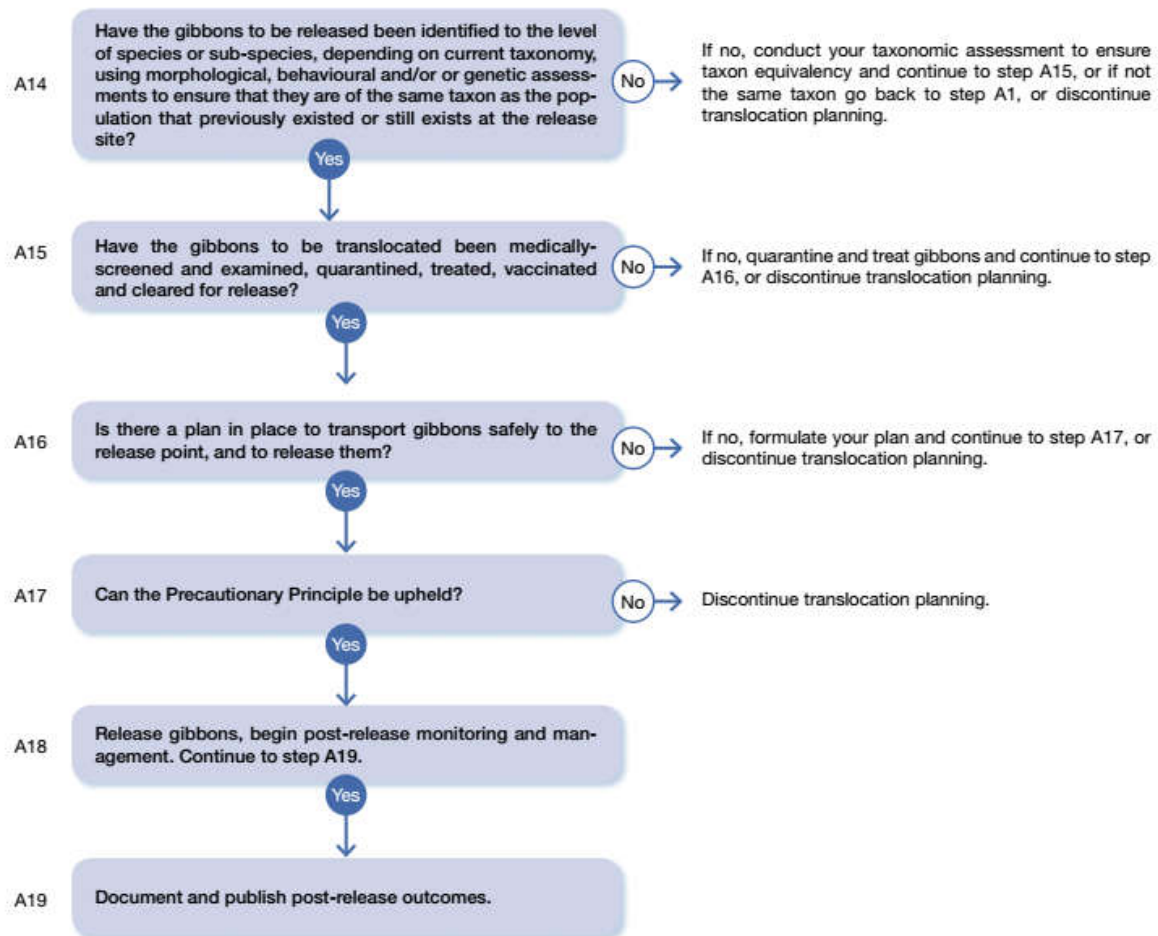 A14
Have the gibbons to be released been identified to the level
of species or sub-species, depending on current taxonomy,
using morphological, behavioural and/or or genetic assess-
ments to ensure that they are of the same taxon as the pop-
ulation that previously existed or still exists at the release
site?
No
If no, conduct your taxonomic assessment to ensure
taxon equivalency and continue to step A15, or if not
the same taxon go back to step A1, or discontinue
translocation planning.
Yes
A15
Have the gibbons to be translocated been medically-
screened and examined, quarantined, treated, vaccinated
and cleared for release?
No
If no, quarantine and treat gibbons and continue to step
A16, or discontinue translocation planning.
Yes
A16
Is there a plan in place to transport gibbons safely to the
release point, and to release them?
No
If no, formulate your plan and continue to step A17, or
discontinue translocation planning.
Yes
A17
Can the Precautionary Principle be upheld?
No
Discontinue translocation planning.
Yes
A18
Release gibbons, begin post-release monitoring and man-
agement. Continue to step A19.
Yes
A19
Document and publish post-release outcomes.